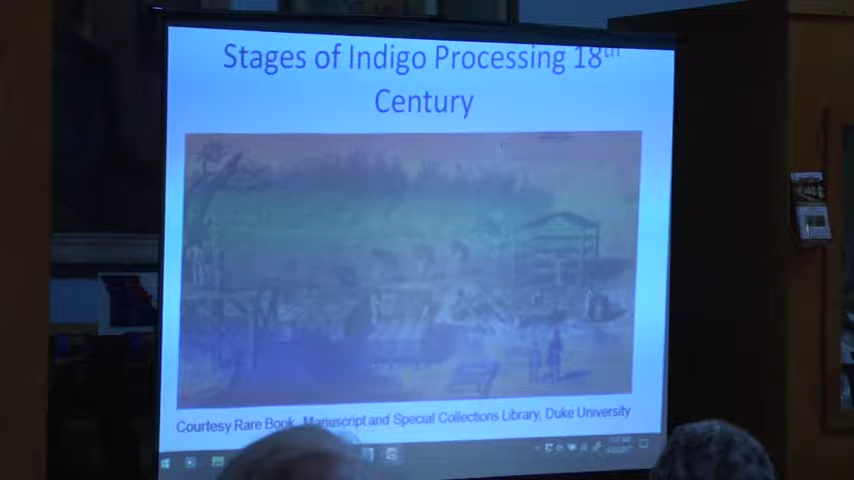 Stages of Indigo Processing 18th
Century
Courtesy Rare Book, Manuscript and Special Collections Library, Duke University